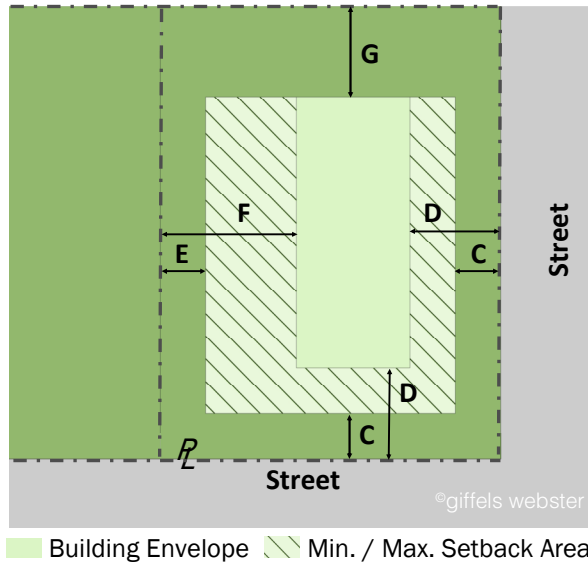 G
F
D
Street
E
C
D
C
PL
Street
©giffels webster
Building Envelope
Min. / Max. Setback Area